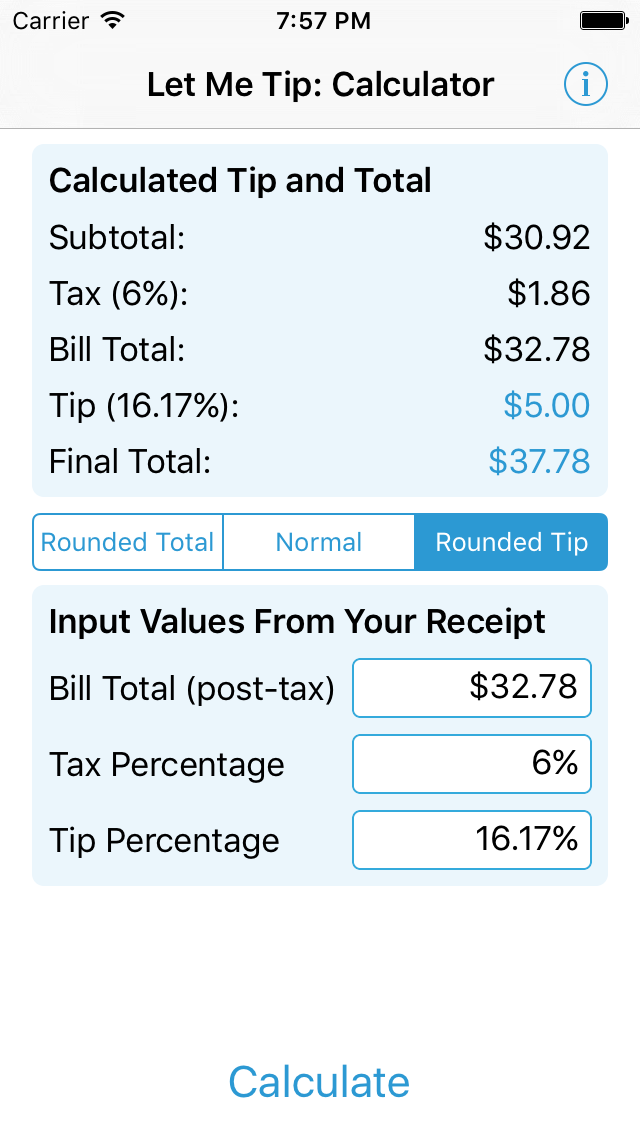 Carrier 7:57 PM
Let Me Tip: Calculator i
Calculated Tip and Total
Subtotal: $30.92
Tax (6%): $1.86
Bill Total: $32.78
Tip (16.17%): $5.00
Final Total: $37.78
Rounded Total Normal Rounded Tip
Input Values From Your Receipt
Bill Total (post-tax) $32.78
Tax Percentage 6%
Tip Percentage 16.17%
Calculate